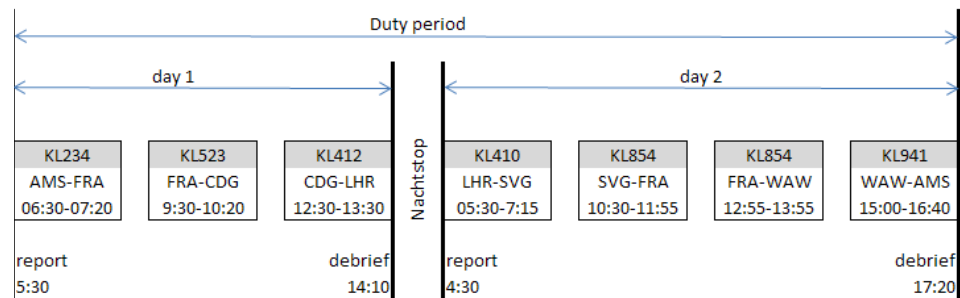 Duty period
day 1
day 2
KL234
AMS-FRA
06:30-07:20
KL523
FRA-CDG
9:30-10:20
KL412
CDG-LHR
12:30-13:30
Nachtstop
KL410
LHR-SVG
05:30-7:15
KL854
SVG-FRA
10:30-11:55
KL854
FRA-WAW
12:55-13:55
KL941
WAW-AMS
15:00-16:40
report
5:30
debrief
14:10
report
4:30
debrief
17:20